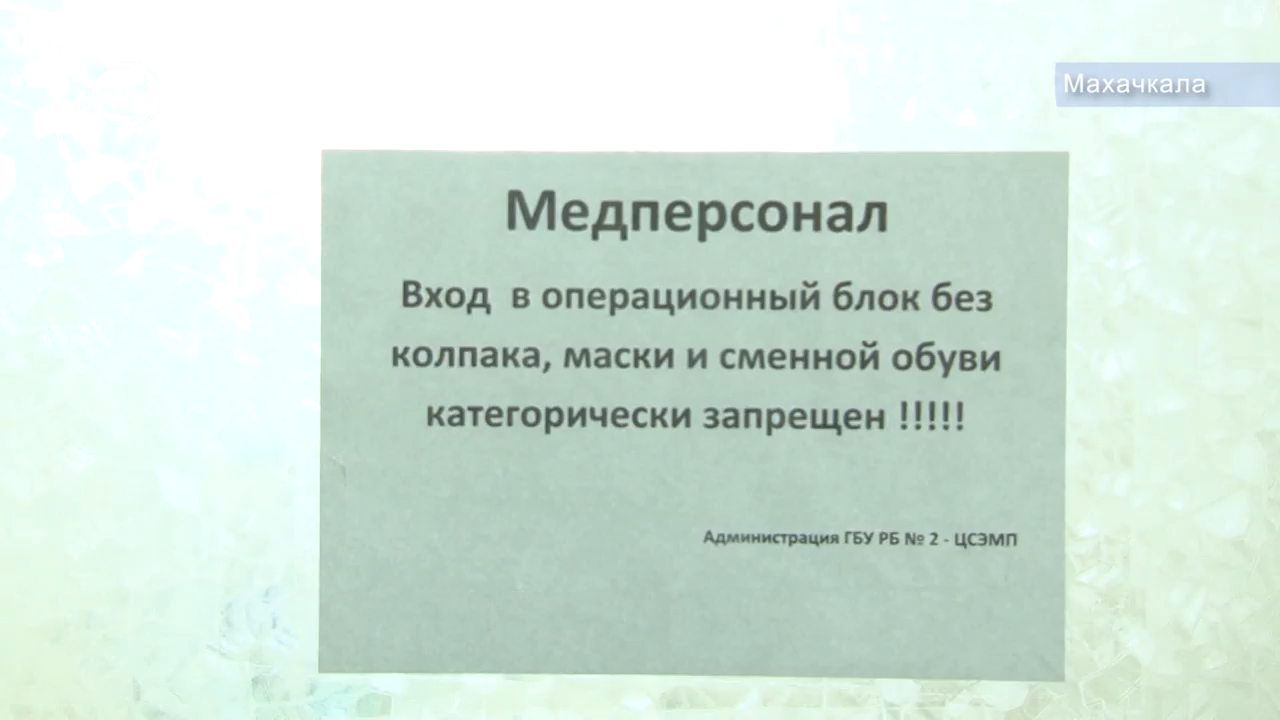 Махачкала
Медперсонал
Вход в операционный блок без
колпака, маски и сменной обуви
категорически запрещен !!!!!
Администрация ГБУ РБ № 2 - ЦСЭМП